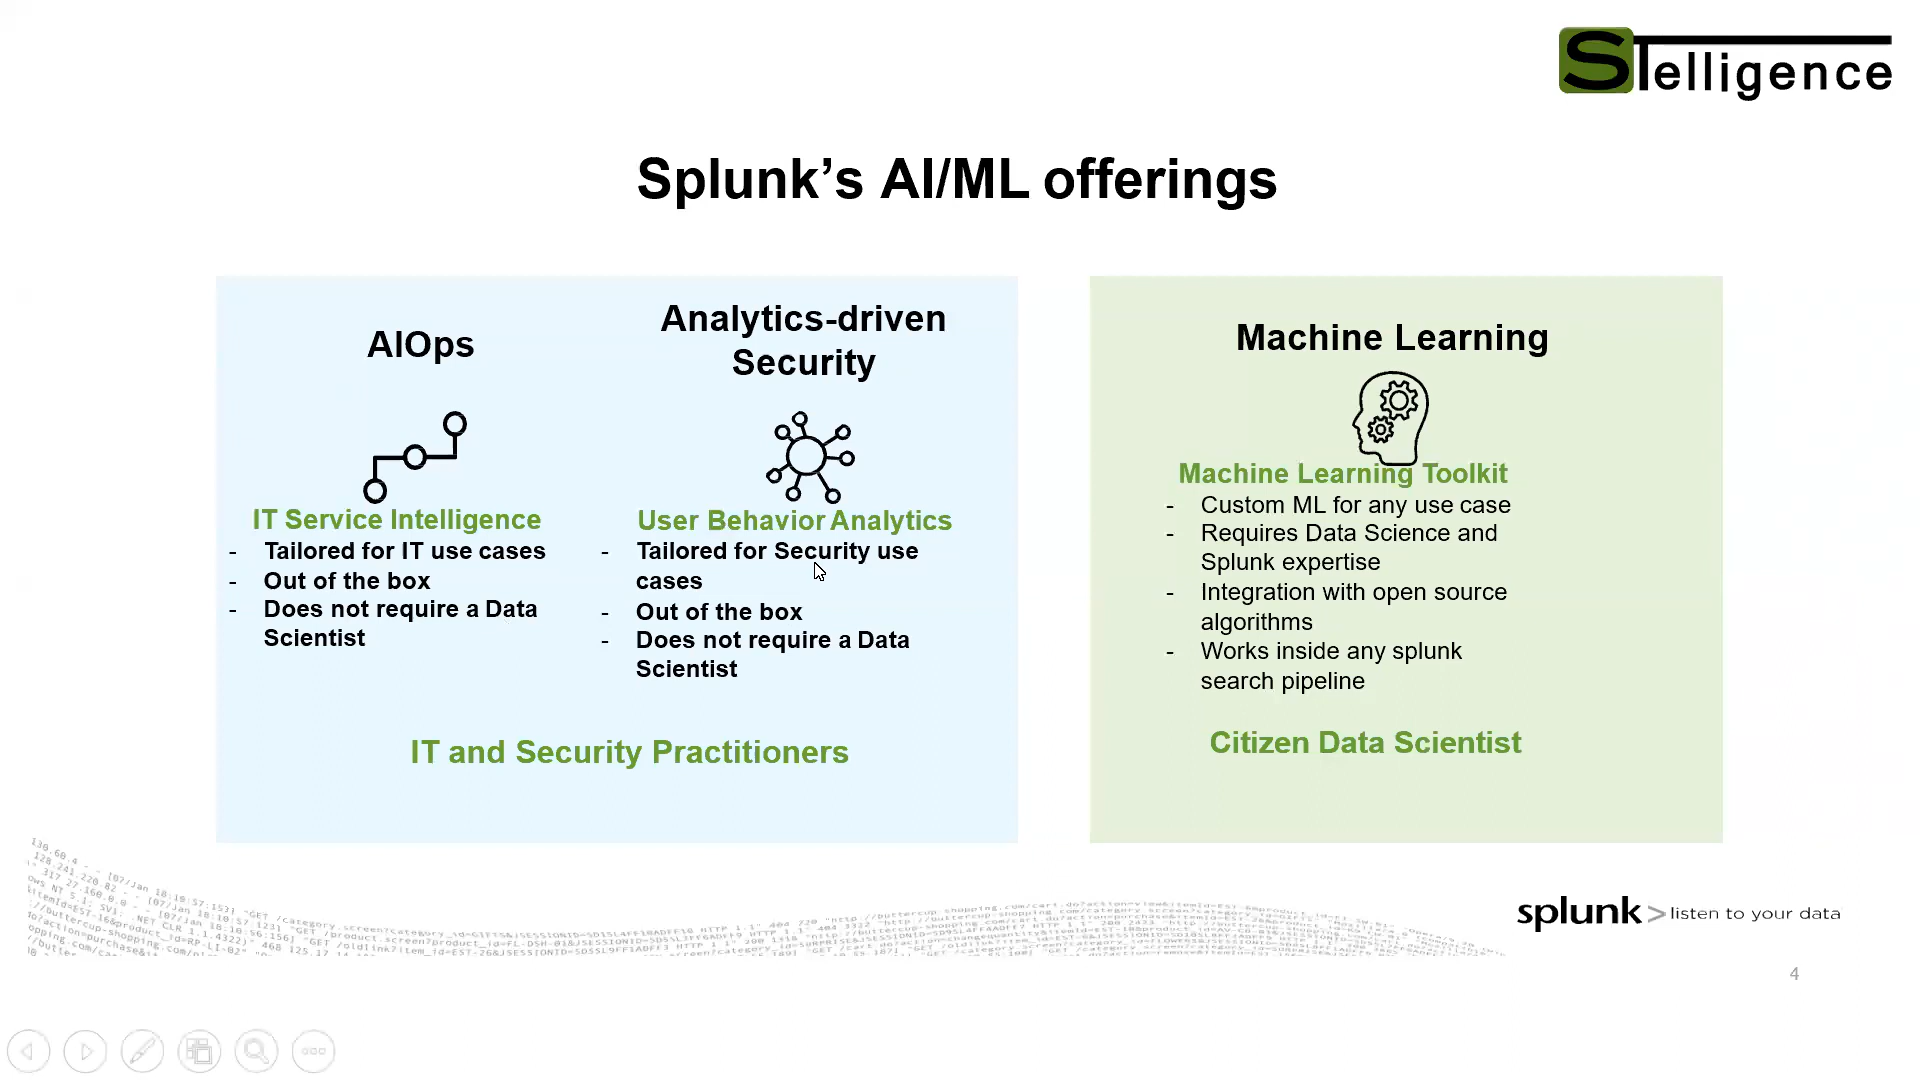 STelligence
Splunk’s AI/ML offerings
AIOps
IT Service Intelligence
- Tailored for IT use cases
- Out of the box
- Does not require a Data
Scientist
Analytics-driven
Security
User Behavior Analytics
- Tailored for Security use
cases
- Out of the box
- Does not require a Data
Scientist
IT and Security Practitioners
Machine Learning
Machine Learning Toolkit
- Custom ML for any use case
- Requires Data Science and
Splunk expertise
- Integration with open source
algorithms
- Works inside any splunk
search pipeline
Citizen Data Scientist
splunk> listen to your data
4